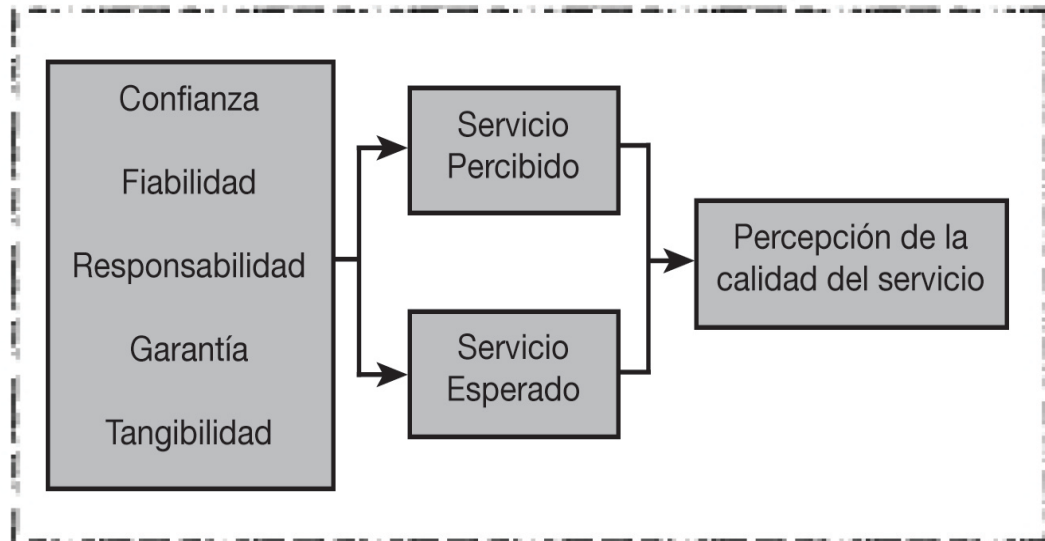 Confianza
Fiabilidad
Responsabilidad
Garantía
Tangibilidad
Servicio
Percibido
Servicio
Esperado
Percepción de la
calidad del servicio